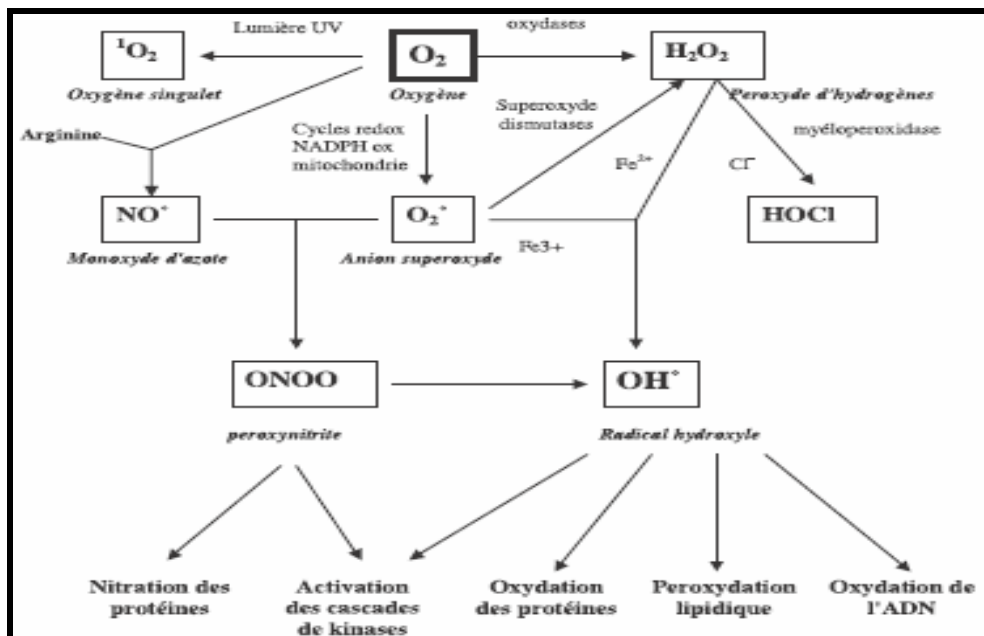 Lumière UV
oxydases
¹O₂
O₂
H₂O₂
Oxygène singulet
Oxygène
Peroxyde d'hydrogènes
Arginine
Cycles redox
NADPH ex
mitochondrie
Superoxyde
dismutases
myéloperoxidase
Fe²⁺
Cl⁻
NO°
O₂°
HOCl
Monoxyde d'azote
Anion superoxyde
Fe3+
ONOO
OH°
peroxynitrite
Radical hydroxyle
Nitration des
protéines
Activation
des cascades
de kinases
Oxydation
des protéines
Peroxydation
lipidique
Oxydation de
l'ADN